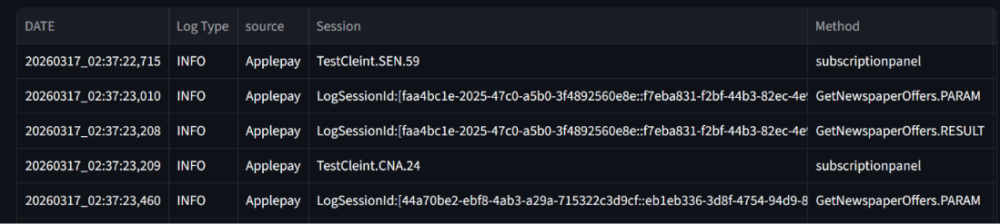 DATE Log Type source Session Method
20260317_02:37:22,715 INFO Applepay TestCleint.SEN.59 subscriptionpanel
20260317_02:37:23,010 INFO Applepay LogSessionId:[faa4bc1e-2025-47c0-a5b0-3f4892560e8e::f7eba831-f2bf-44b3-82ec-4e GetNewspaperOffers.PARAM
20260317_02:37:23,208 INFO Applepay LogSessionId:[faa4bc1e-2025-47c0-a5b0-3f4892560e8e::f7eba831-f2bf-44b3-82ec-4e GetNewspaperOffers.RESULT
20260317_02:37:23,209 INFO Applepay TestCleint.CNA.24 subscriptionpanel
20260317_02:37:23,460 INFO Applepay LogSessionId:[44a70be2-ebf8-4ab3-a29a-715322c3d9cf::eb1eb336-3d8f-4754-94d9-8 GetNewspaperOffers.PARAM